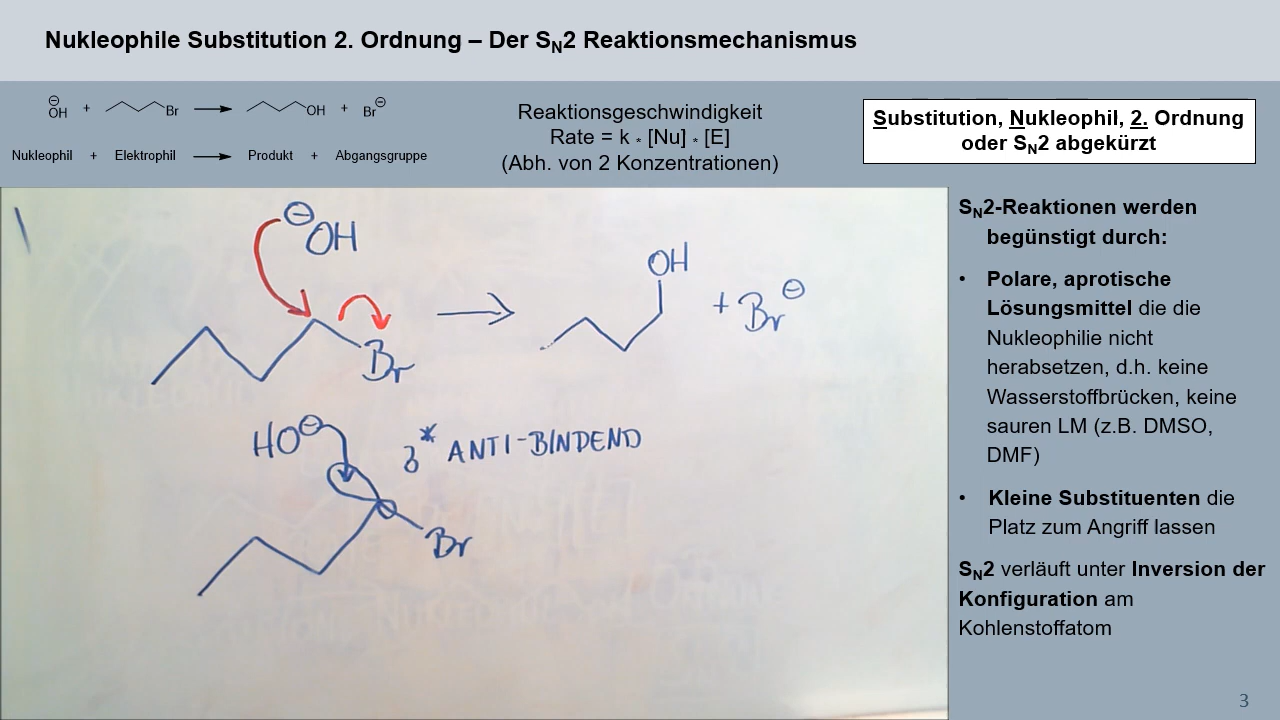 Nukleophile Substitution 2. Ordnung – Der SN2 Reaktionsmechanismus
⊖
OH + Br → OH + Br⊖
Nukleophil + Elektrophil → Produkt + Abgangsgruppe
Reaktionsgeschwindigkeit
Rate = k * [Nu] * [E]
(Abh. von 2 Konzentrationen)
Substitution, Nukleophil, 2. Ordnung
oder SN2 abgekürzt
⊖OH
Br
→
OH
+ Br⊖
HO⊖
δ* ANTI-BINDEND
Br
SN2-Reaktionen werden
begünstigt durch:
• Polare, aprotische
Lösungsmittel die die
Nukleophilie nicht
herabsetzen, d.h. keine
Wasserstoffbrücken, keine
sauren LM (z.B. DMSO,
DMF)
• Kleine Substituenten die
Platz zum Angriff lassen
SN2 verläuft unter Inversion der
Konfiguration am
Kohlenstoffatom
3